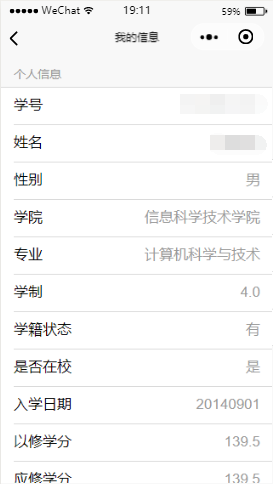 WeChat 19:11 59%
我的信息
个人信息
学号
姓名
性别 男
学院 信息科学技术学院
专业 计算机科学与技术
学制 4.0
学籍状态 有
是否在校 是
入学日期 20140901
以修学分 139.5
应修学分 139.5